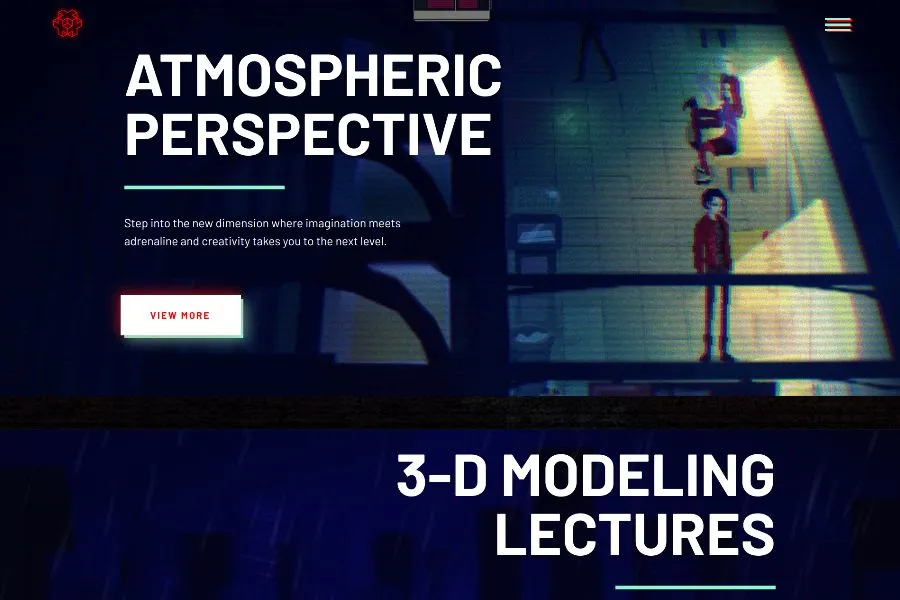 ATMOSPHERIC
PERSPECTIVE
Step into the new dimension where imagination meets
adrenaline and creativity takes you to the next level.
VIEW MORE
3-D MODELING
LECTURES